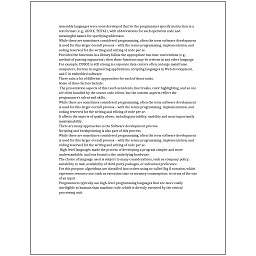 Assembly languages were soon developed that let the programmer specify instruction in a
text format (e.g., ADD X, TOTAL), with abbreviations for each operation code and
meaningful names for specifying addresses.
While these are sometimes considered programming, often the term software development
is used for this larger overall process – with the terms programming, implementation, and
coding reserved for the writing and editing of code per se.
Provided the functions in a library follow the appropriate run-time conventions (e.g.,
method of passing arguments), then these functions may be written in any other language.
For example, COBOL is still strong in corporate data centers often on large mainframe
computers, Fortran in engineering applications, scripting languages in Web development,
and C in embedded software.
There exist a lot of different approaches for each of those tasks.
Some of these factors include:
The presentation aspects of this (such as indents, line breaks, color highlighting, and so on)
are often handled by the source code editor, but the content aspects reflect the
programmer's talent and skills.
While these are sometimes considered programming, often the term software development
is used for this larger overall process – with the terms programming, implementation, and
coding reserved for the writing and editing of code per se.
It affects the aspects of quality above, including portability, usability and most importantly
maintainability.
There are many approaches to the Software development process.
Scripting and breakpointing is also part of this process.
While these are sometimes considered programming, often the term software development
is used for this larger overall process – with the terms programming, implementation, and
coding reserved for the writing and editing of code per se.
High-level languages made the process of developing a program simpler and more
understandable, and less bound to the underlying hardware.
The choice of language used is subject to many considerations, such as company policy,
suitability to task, availability of third-party packages, or individual preference.
For this purpose, algorithms are classified into orders using so-called Big O notation, which
expresses resource use, such as execution time or memory consumption, in terms of the size
of an input.
Programmers typically use high-level programming languages that are more easily
intelligible to humans than machine code, which is directly executed by the central
processing unit.